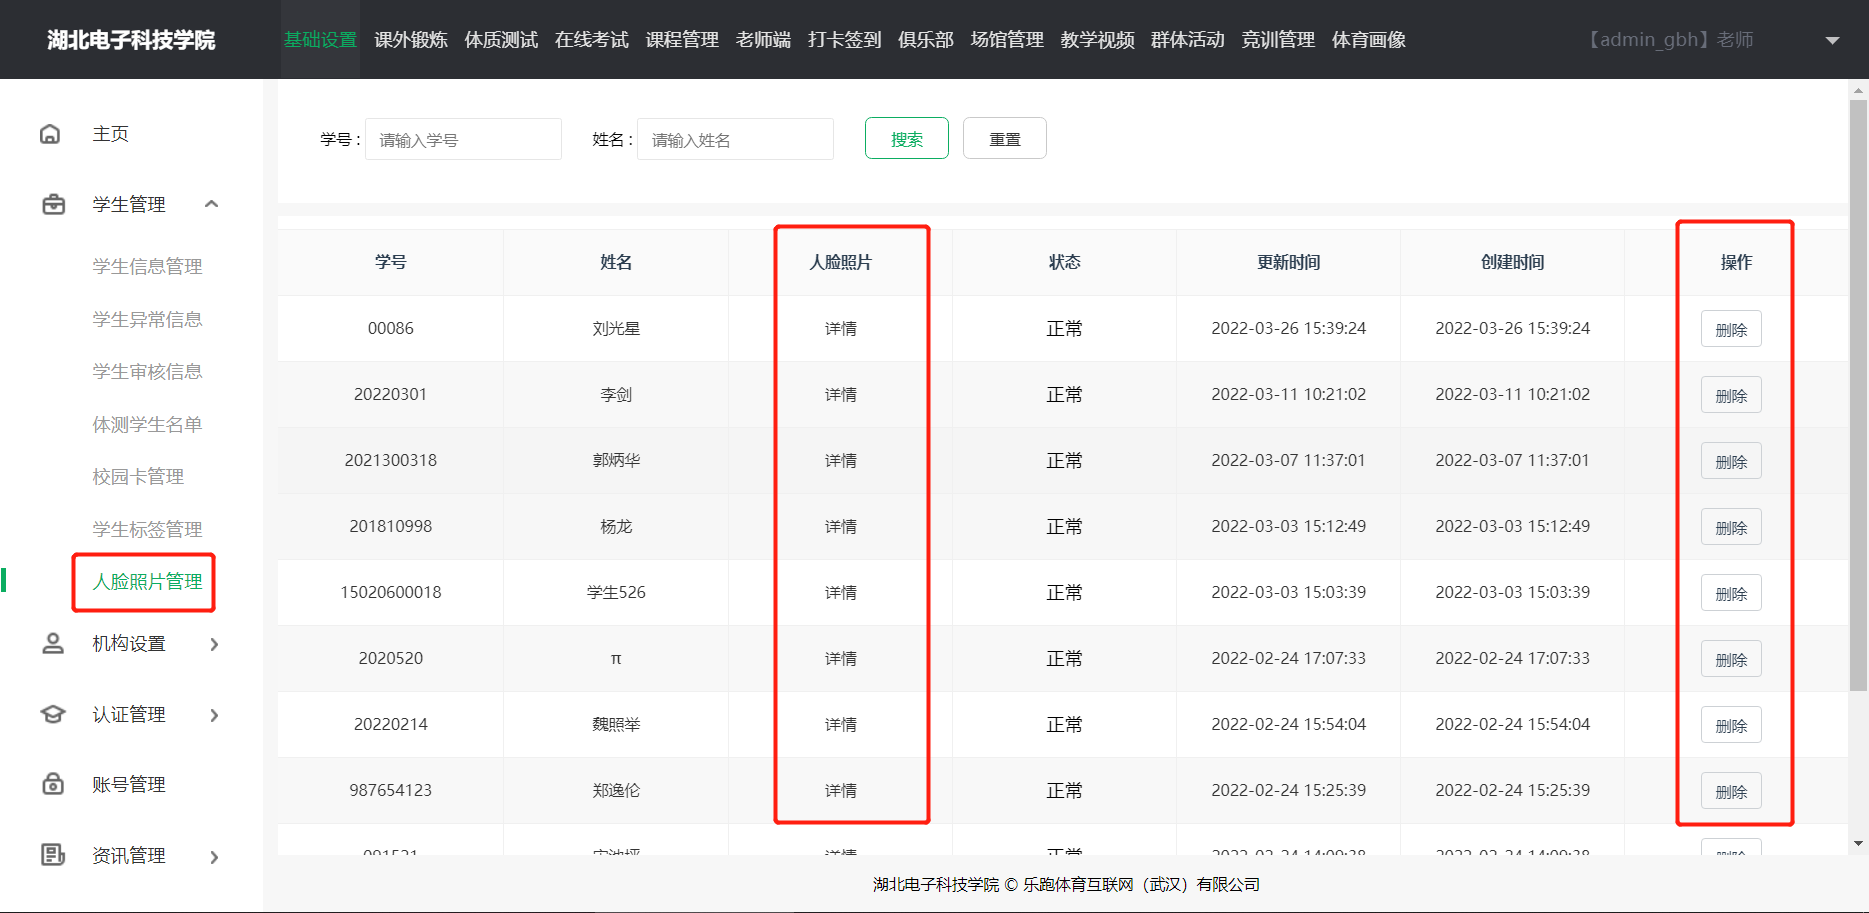 湖北电子科技学院
基础设置 课外锻炼 体质测试 在线考试 课程管理 老师端 打卡签到 俱乐部 场馆管理 教学视频 群体活动 竞训管理 体育画像
【admin_gbh】老师
主页
学生管理
学生信息管理
学生异常信息
学生审核信息
体测学生名单
校园卡管理
学生标签管理
人脸照片管理
机构设置
认证管理
账号管理
资讯管理
学号 : 请输入学号 姓名 : 请输入姓名 搜索 重置
学号 姓名 人脸照片 状态 更新时间 创建时间 操作
00086 刘光星 详情 正常 2022-03-26 15:39:24 2022-03-26 15:39:24 删除
20220301 李剑 详情 正常 2022-03-11 10:21:02 2022-03-11 10:21:02 删除
2021300318 郭炳华 详情 正常 2022-03-07 11:37:01 2022-03-07 11:37:01 删除
201810998 杨龙 详情 正常 2022-03-03 15:12:49 2022-03-03 15:12:49 删除
15020600018 学生526 详情 正常 2022-03-03 15:03:39 2022-03-03 15:03:39 删除
2020520 π 详情 正常 2022-02-24 17:07:33 2022-02-24 17:07:33 删除
20220214 魏照举 详情 正常 2022-02-24 15:54:04 2022-02-24 15:54:04 删除
987654123 郑逸伦 详情 正常 2022-02-24 15:25:39 2022-02-24 15:25:39 删除
湖北电子科技学院 © 乐跑体育互联网（武汉）有限公司